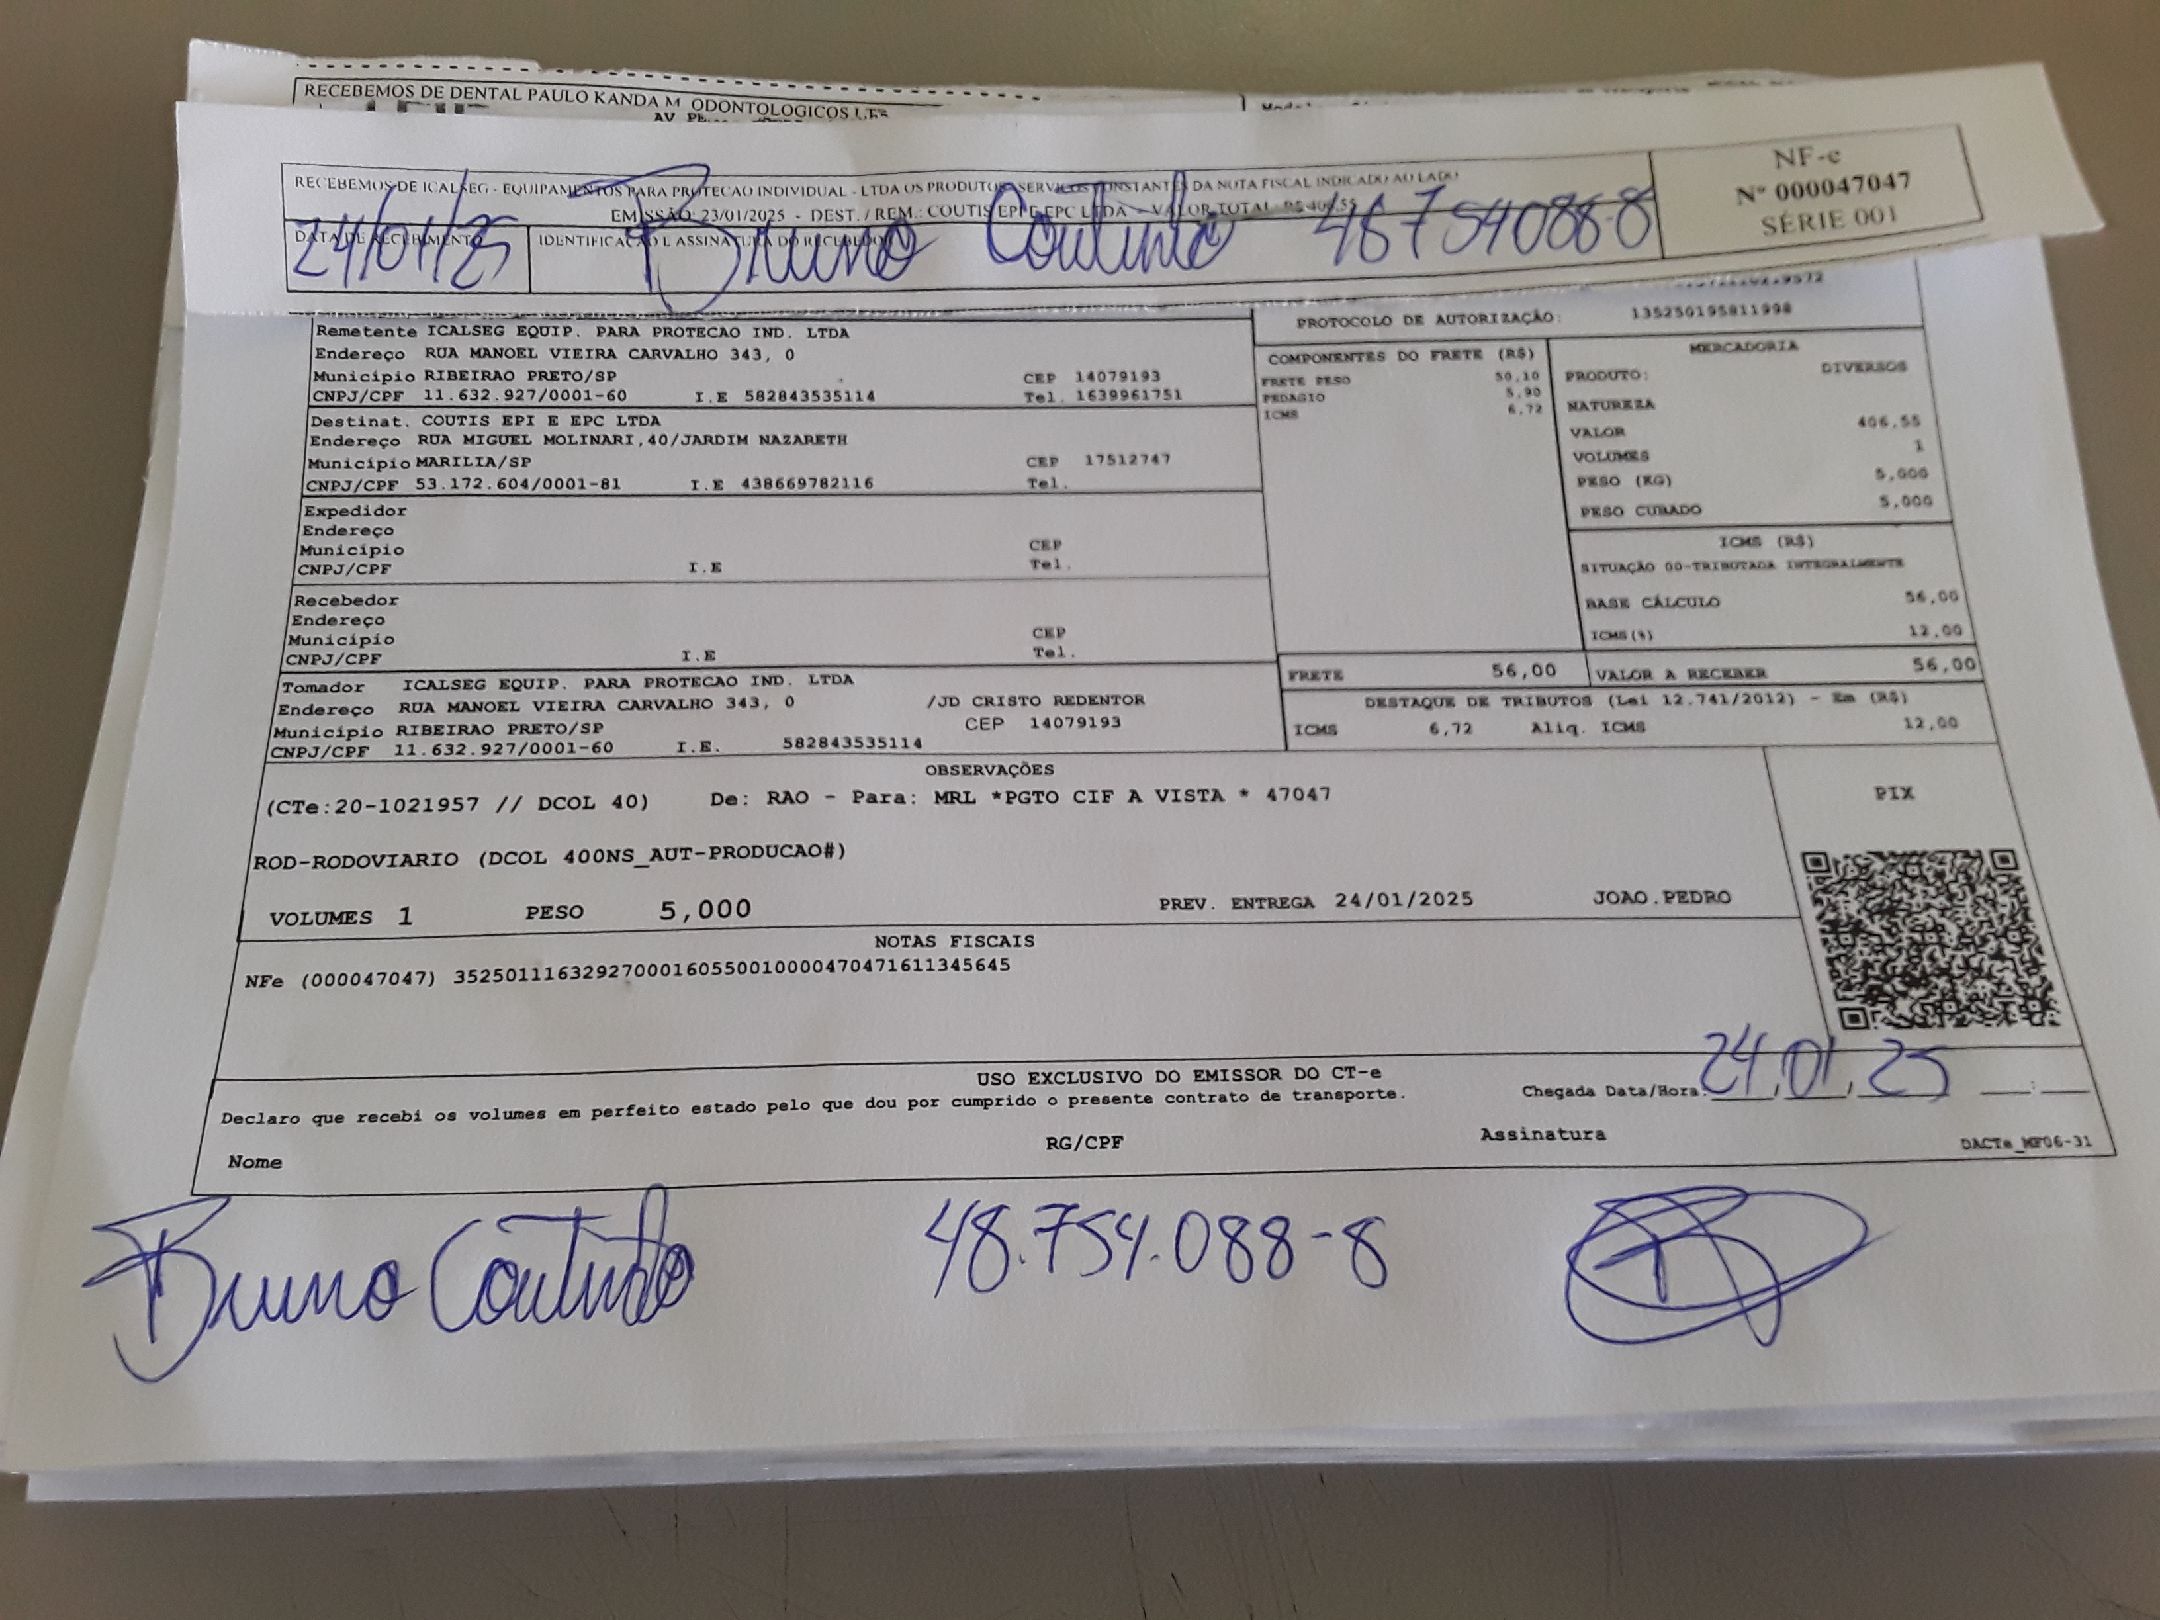 RECEBEMOS DE DENTAL PAULO KANDA M ODONTOLOGICOS
AV
RECEBEMOS DE ICALSEG - EQUIPAMENTOS PARA PROTECAO INDIVIDUAL - LTDA OS PRODUTOS SERVICOS CONSTANTES DA NOTA FISCAL INDICADO AO LADO
EMISSÃO: 23/01/2025 - DEST. / REM.: COUTIS EPI E EPC LTDA - VALOR TOTAL: R$ 406,55
NF-e
Nº 000047047
SÉRIE 001
DATA DE RECEBIMENTO
IDENTIFICAÇÃO E ASSINATURA DO RECEBEDOR
24/01/25 Bruno Coutinho 48754088-8
PROTOCOLO DE AUTORIZAÇÃO: 135250195811998
Remetente ICALSEG EQUIP. PARA PROTECAO IND. LTDA
Endereço RUA MANOEL VIEIRA CARVALHO 343, 0
Município RIBEIRAO PRETO/SP CEP 14079193
CNPJ/CPF 11.632.927/0001-60 I.E 582843535114 Tel. 1639961751
Destinat. COUTIS EPI E EPC LTDA
Endereço RUA MIGUEL MOLINARI,40/JARDIM NAZARETH
Município MARILIA/SP CEP 17512747
CNPJ/CPF 53.172.604/0001-81 I.E 438669782116 Tel.
Expedidor
Endereço
Município CEP
CNPJ/CPF I.E Tel.
Recebedor
Endereço
Município CEP
CNPJ/CPF I.E Tel.
Tomador ICALSEG EQUIP. PARA PROTECAO IND. LTDA
Endereço RUA MANOEL VIEIRA CARVALHO 343, 0 /JD CRISTO REDENTOR
Município RIBEIRAO PRETO/SP CEP 14079193
CNPJ/CPF 11.632.927/0001-60 I.E. 582843535114
COMPONENTES DO FRETE (R$)
FRETE PESO 50,10
PEDAGIO 5,90
ICMS 6,72
MERCADORIA
PRODUTO: DIVERSOS
NATUREZA
VALOR 406,55
VOLUMES 1
PESO (KG) 5,000
PESO CUBADO 5,000
ICMS (R$)
SITUAÇÃO 00-TRIBUTADA INTEGRALMENTE
BASE CÁLCULO 56,00
ICMS(%) 12,00
FRETE 56,00 VALOR A RECEBER 56,00
DESTAQUE DE TRIBUTOS (Lei 12.741/2012) - Em (R$)
ICMS 6,72 Aliq. ICMS 12,00
OBSERVAÇÕES
(CTe:20-1021957 // DCOL 40) De: RAO - Para: MRL *PGTO CIF A VISTA * 47047
ROD-RODOVIARIO (DCOL 400NS_AUT-PRODUCAO#)
VOLUMES 1 PESO 5,000 PREV. ENTREGA 24/01/2025 JOAO.PEDRO
PIX
NOTAS FISCAIS
NFe (000047047) 35250111632927000160550010000470471611345645
USO EXCLUSIVO DO EMISSOR DO CT-e
Declaro que recebi os volumes em perfeito estado pelo que dou por cumprido o presente contrato de transporte.
Chegada Data/Hora: 24,01,25 :
Nome RG/CPF Assinatura
DACTe_MF06-31
Bruno Coutinho 48.754.088-8